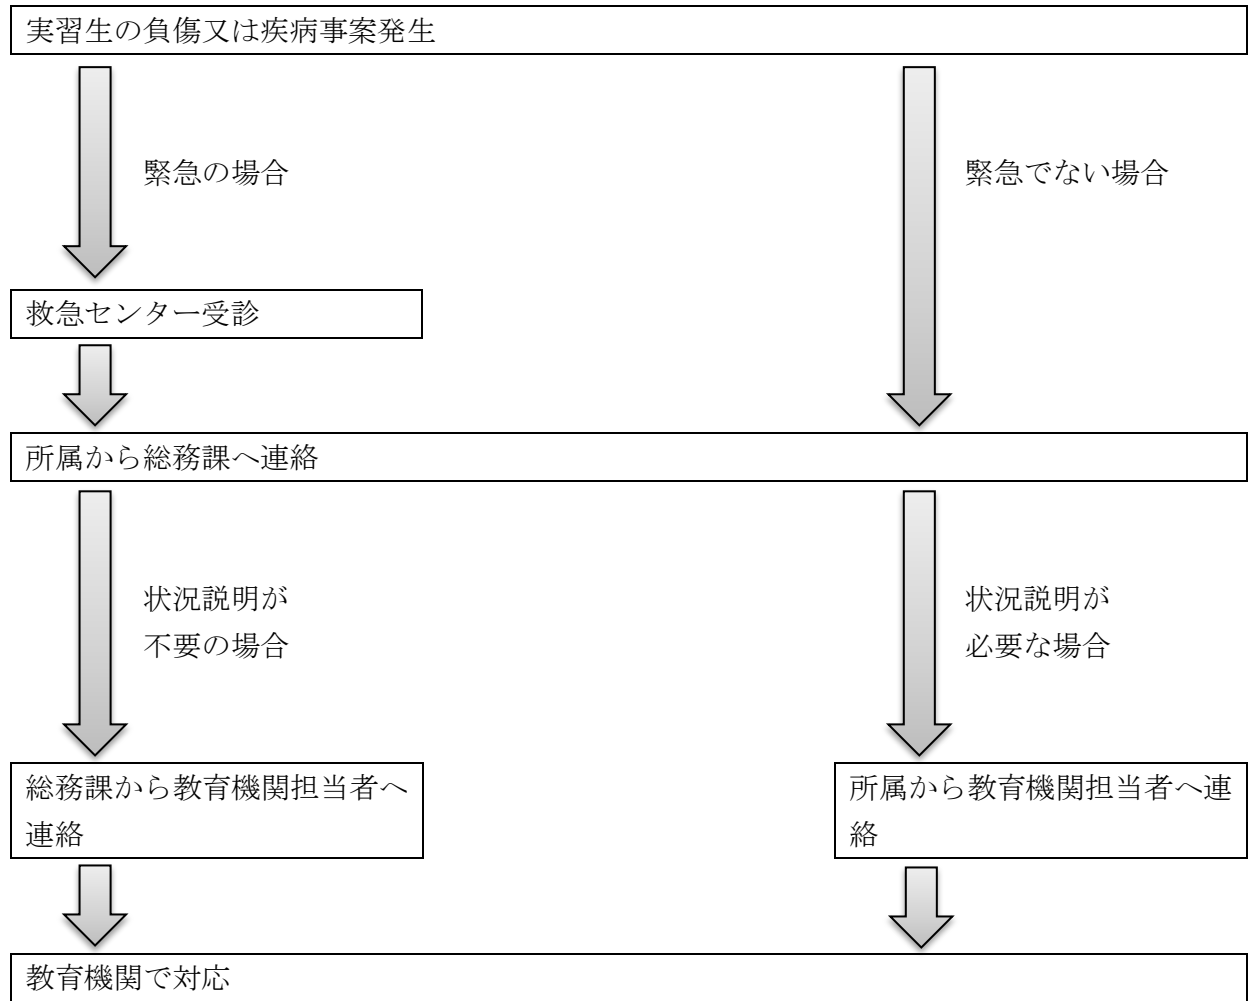 実習生の負傷又は疾病事案発生
緊急の場合
緊急でない場合
救急センター受診
所属から総務課へ連絡
状況説明が
不要の場合
状況説明が
必要な場合
総務課から教育機関担当者へ
連絡
所属から教育機関担当者へ連
絡
教育機関で対応